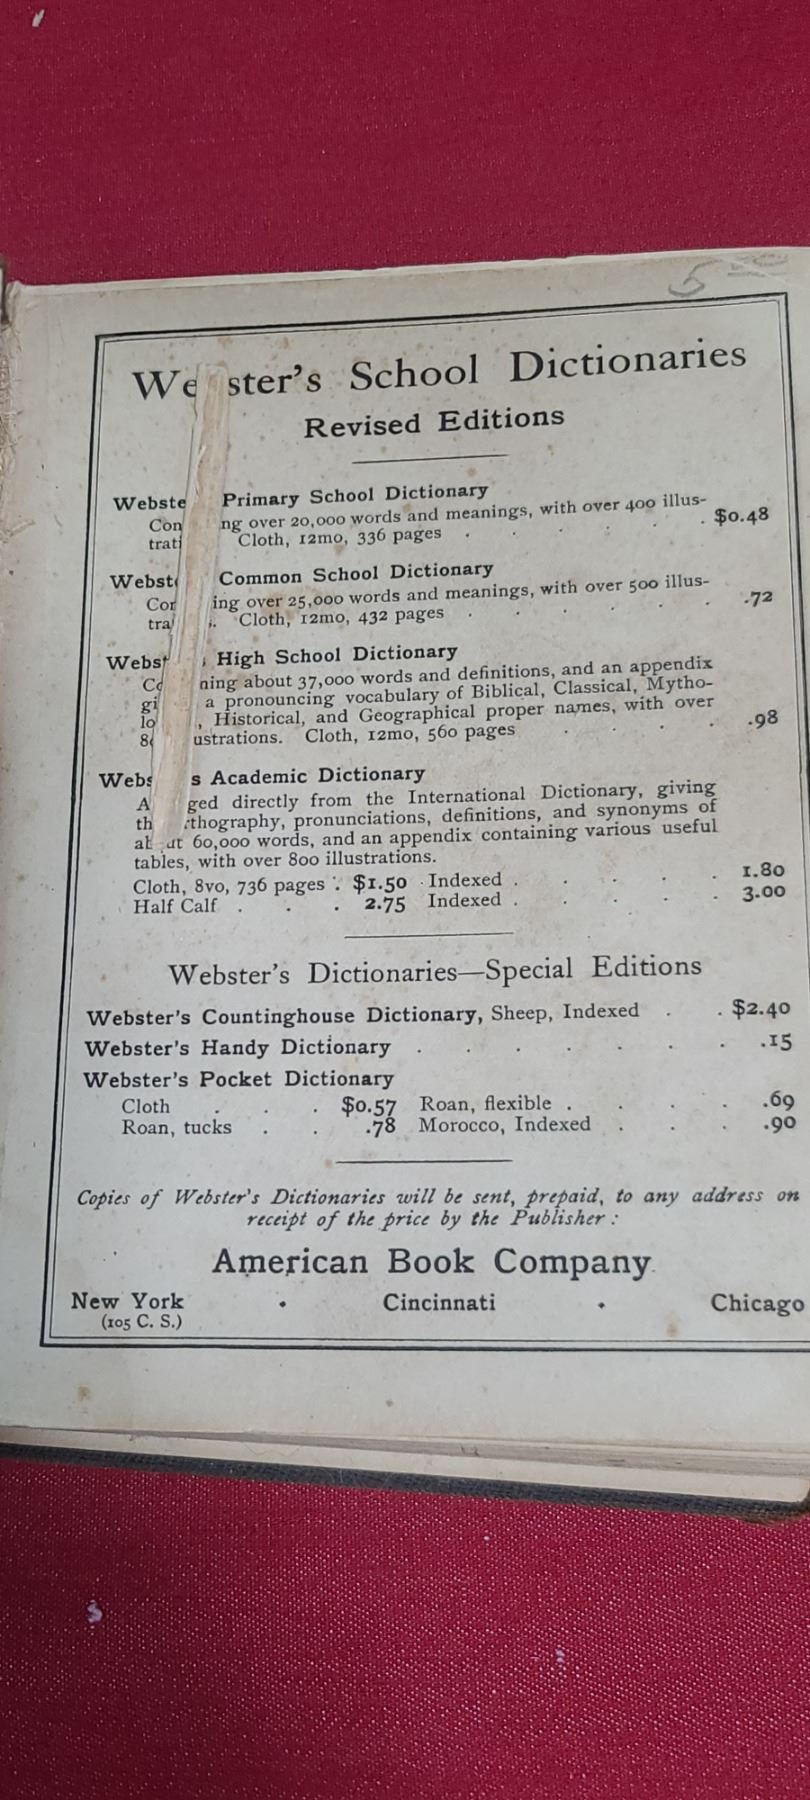 5
We ster's School Dictionaries
Revised Editions
Webste Primary School Dictionary
Con ng over 20,000 words and meanings, with over 400 illus-
trati Cloth, 12mo, 336 pages . . . . . . $0.48
Webst Common School Dictionary
Cor ing over 25,000 words and meanings, with over 500 illus-
tra s. Cloth, 12mo, 432 pages . . . . . . .72
Webst s High School Dictionary
Co ning about 37,000 words and definitions, and an appendix
gi a pronouncing vocabulary of Biblical, Classical, Mytho-
lo , Historical, and Geographical proper names, with over
8 ustrations. Cloth, 12mo, 560 pages . . . . .98
Webs s Academic Dictionary
A ged directly from the International Dictionary, giving
th rthography, pronunciations, definitions, and synonyms of
ab ut 60,000 words, and an appendix containing various useful
tables, with over 800 illustrations.
Cloth, 8vo, 736 pages . $1.50 Indexed . . . . . 1.80
Half Calf . . . 2.75 Indexed . . . . . 3.00
Webster's Dictionaries—Special Editions
Webster's Countinghouse Dictionary, Sheep, Indexed . . $2.40
Webster's Handy Dictionary . . . . . . . .15
Webster's Pocket Dictionary
Cloth . . . $0.57 Roan, flexible . . . . .69
Roan, tucks . . .78 Morocco, Indexed . . . .90
Copies of Webster's Dictionaries will be sent, prepaid, to any address on
receipt of the price by the Publisher :
American Book Company
New York • Cincinnati • Chicago
(105 C. S.)